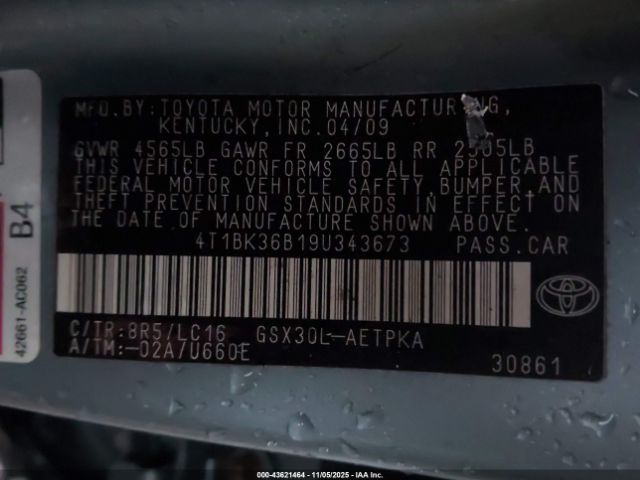 MFD.BY: TOYOTA MOTOR MANUFACTURING,
KENTUCKY, INC. 04/09
GVWR 4565LB GAWR FR 2665LB RR
THIS VEHICLE CONFORMS TO ALL APPLICABLE
FEDERAL MOTOR VEHICLE SAFETY, BUMPER, AND
THEFT PREVENTION STANDARDS IN EFFECT ON
THE DATE OF MANUFACTURE SHOWN ABOVE.
4T1BK36B19U343673 PASS.CAR
C/TR:8R5/LC16 GSX30L-AETPKA
A/TM:-02A/U660E 30861
TOYOTA
B4
42661-AC062
000-43621464 - 11/05/2025 - IAA Inc.